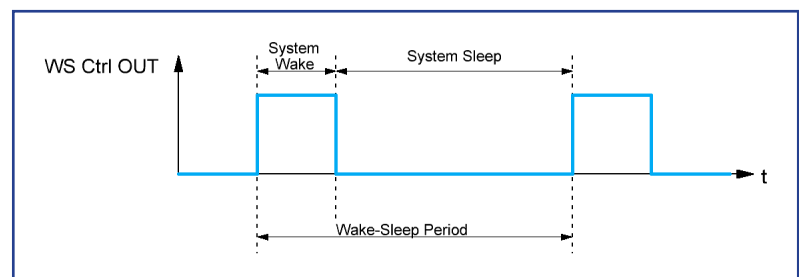 System
Wake
System Sleep
WS Ctrl OUT
t
Wake-Sleep Period